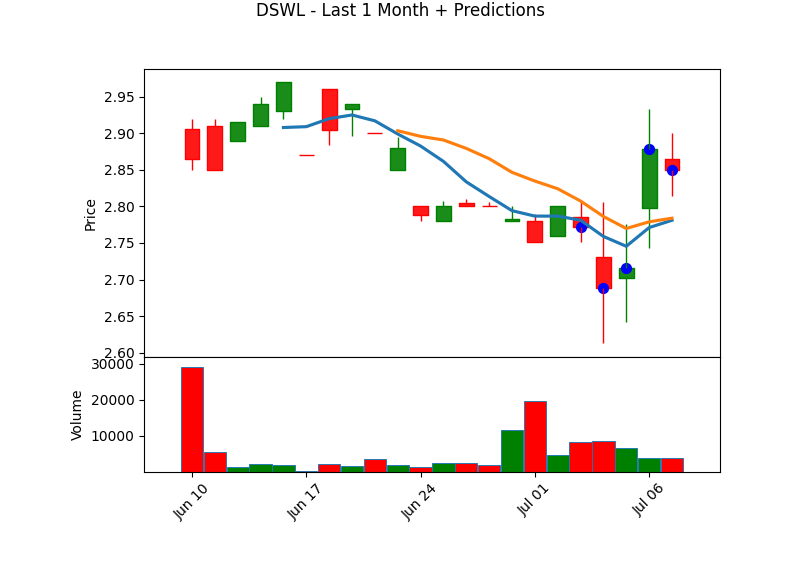 DSWL - Last 1 Month + Predictions
2.95
2.90
2.85
2.80
2.75
2.70
2.65
2.60
Price
30000
20000
10000
Volume
Jun 10
Jun 17
Jun 24
Jul 01
Jul 06